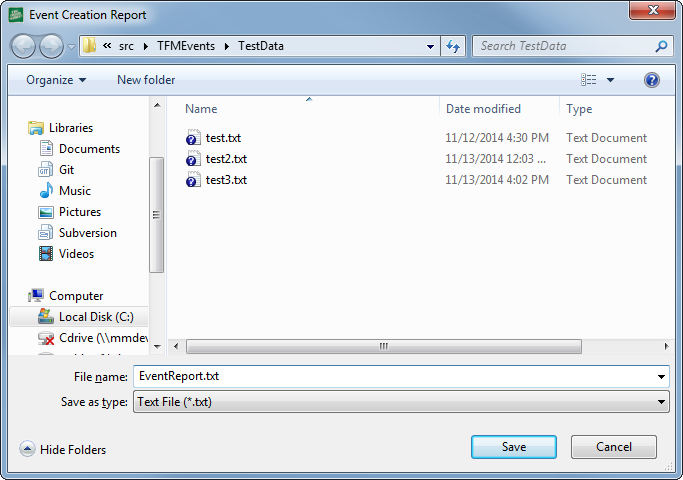 Event Creation Report
« src TFMEvents TestData Search TestData
Organize New folder
Name Date modified Type
Libraries
Documents
Git
Music
Pictures
Subversion
Videos
Computer
Local Disk (C:)
Cdrive (\\mmdev
test.txt 11/12/2014 4:30 PM Text Document
test2.txt 11/13/2014 12:03 ... Text Document
test3.txt 11/13/2014 4:02 PM Text Document
File name: EventReport.txt
Save as type: Text File (*.txt)
Hide Folders Save Cancel